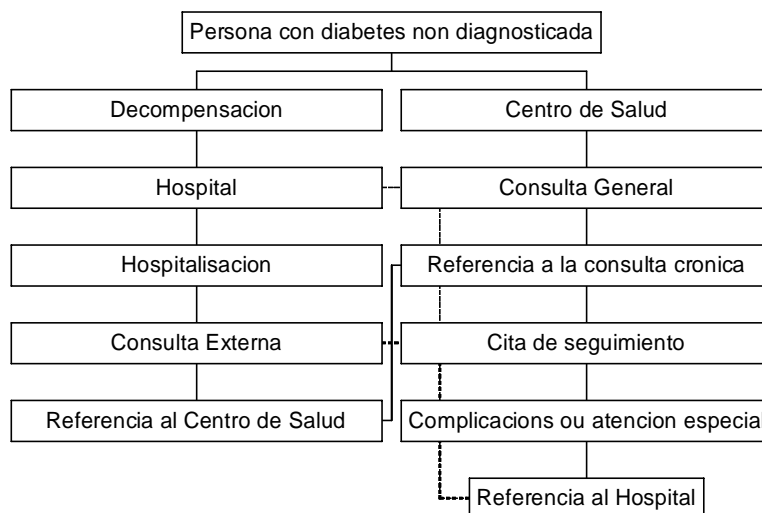 Persona con diabetes non diagnosticada
Decompensacion
Centro de Salud
Hospital
Consulta General
Hospitalisacion
Referencia a la consulta cronica
Consulta Externa
Cita de seguimiento
Referencia al Centro de Salud
Complicacions ou atencion especial
Referencia al Hospital